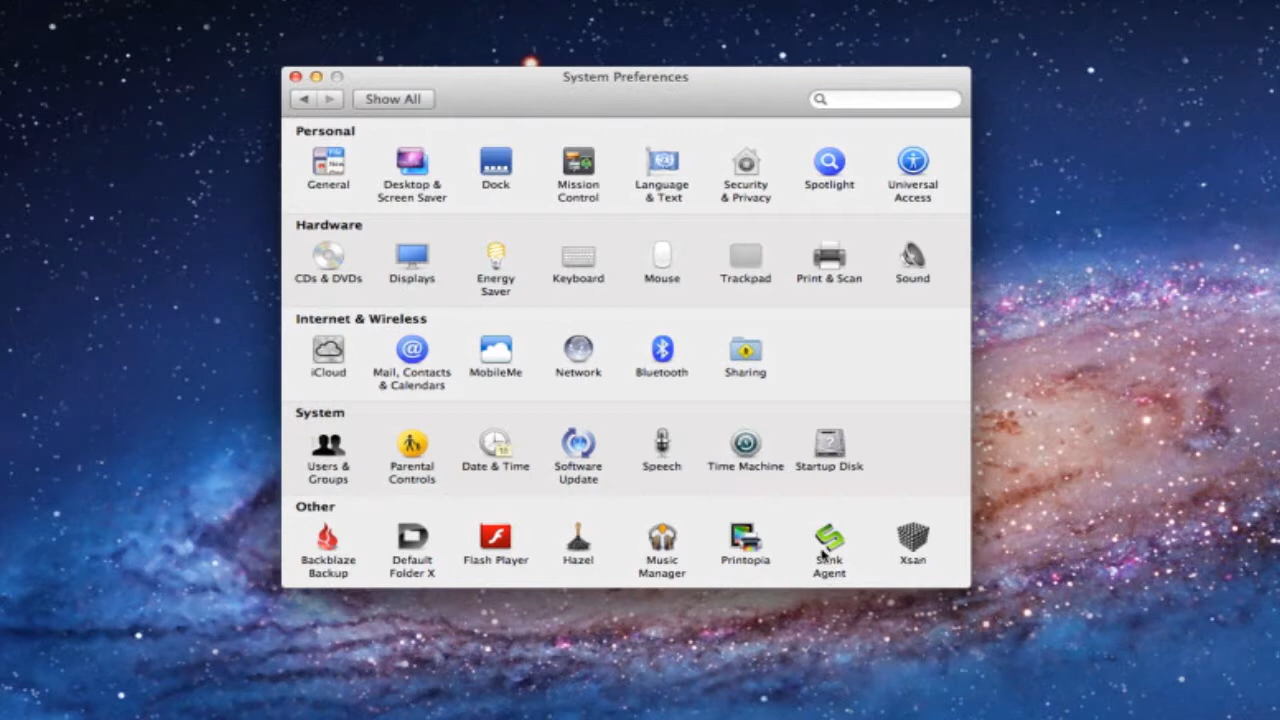 System Preferences
Show All
Personal
General
Desktop &
Screen Saver
Dock
Mission
Control
Language
& Text
Security
& Privacy
Spotlight
Universal
Access
Hardware
CDs & DVDs
Displays
Energy
Saver
Keyboard
Mouse
Trackpad
Print & Scan
Sound
Internet & Wireless
iCloud
Mail, Contacts
& Calendars
MobileMe
Network
Bluetooth
Sharing
System
Users &
Groups
Parental
Controls
Date & Time
Software
Update
Speech
Time Machine
Startup Disk
Other
Backblaze
Backup
Default
Folder X
Flash Player
Hazel
Music
Manager
Printopia
Agent
Xsan